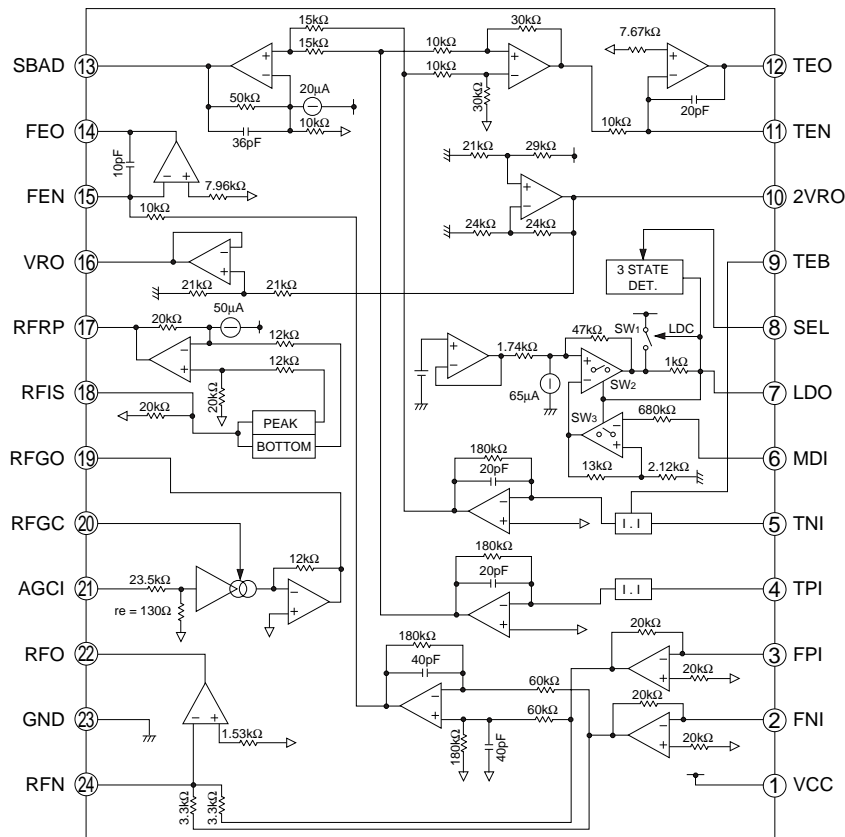 15kΩ
15kΩ
30kΩ
10kΩ
10kΩ
30kΩ
7.67kΩ
20pF
10kΩ
SBAD 13
12 TEO
50kΩ
20µA
36pF
10kΩ
FEO 14
11 TEN
10pF
7.96kΩ
21kΩ
29kΩ
FEN 15
10kΩ
24kΩ
24kΩ
10 2VRO
VRO 16
21kΩ
21kΩ
3 STATE
DET.
9 TEB
RFRP 17
20kΩ
50µA
12kΩ
12kΩ
20kΩ
1.74kΩ
65µA
47kΩ
SW1
LDC
SW2
1kΩ
8 SEL
RFIS 18
20kΩ
PEAK
BOTTOM
SW3
680kΩ
13kΩ
2.12kΩ
7 LDO
RFGO 19
180kΩ
20pF
6 MDI
RFGC 20
I.I
5 TNI
AGCI 21
23.5kΩ
re = 130Ω
12kΩ
180kΩ
20pF
I.I
4 TPI
RFO 22
180kΩ
40pF
60kΩ
60kΩ
180kΩ
40pF
20kΩ
20kΩ
3 FPI
GND 23
1.53kΩ
20kΩ
20kΩ
2 FNI
RFN 24
3.3kΩ
3.3kΩ
1 VCC